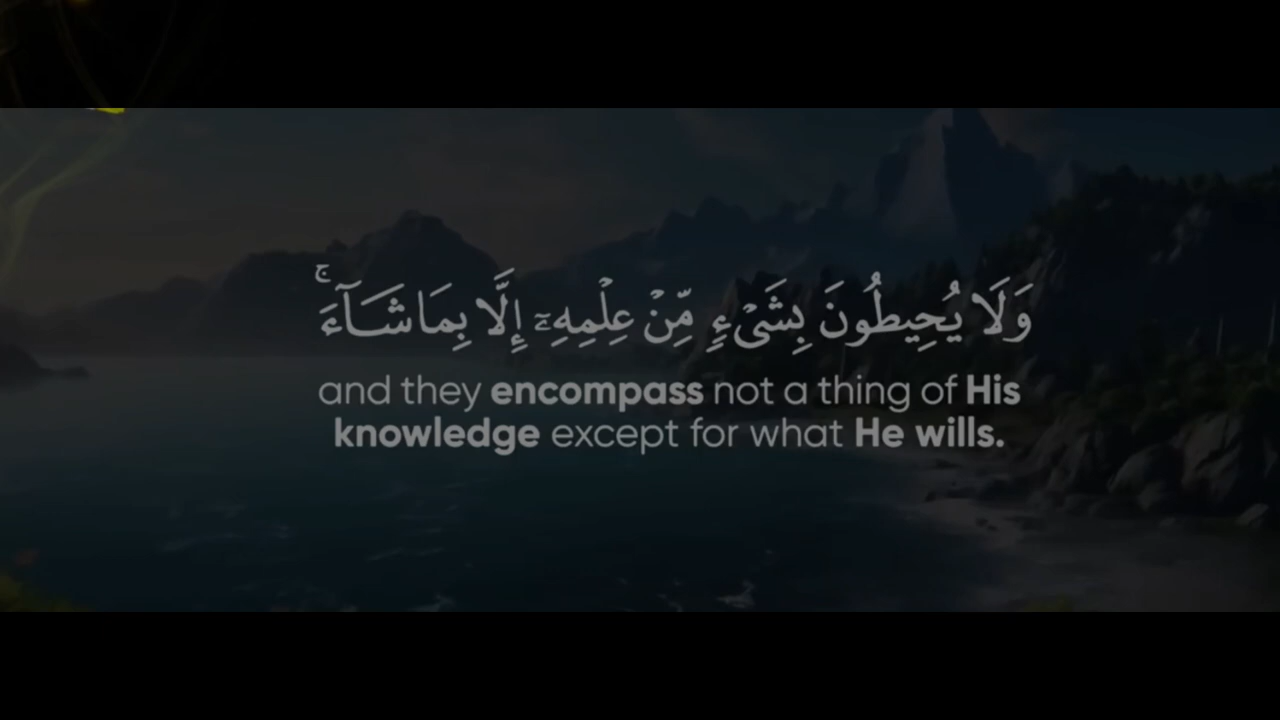 وَلَا يُحِيطُونَ بِشَىْءٍ مِّنْ عِلْمِهِۦٓ إِلَّا بِمَا شَآءَ ۚ
and they encompass not a thing of His
knowledge except for what He wills.